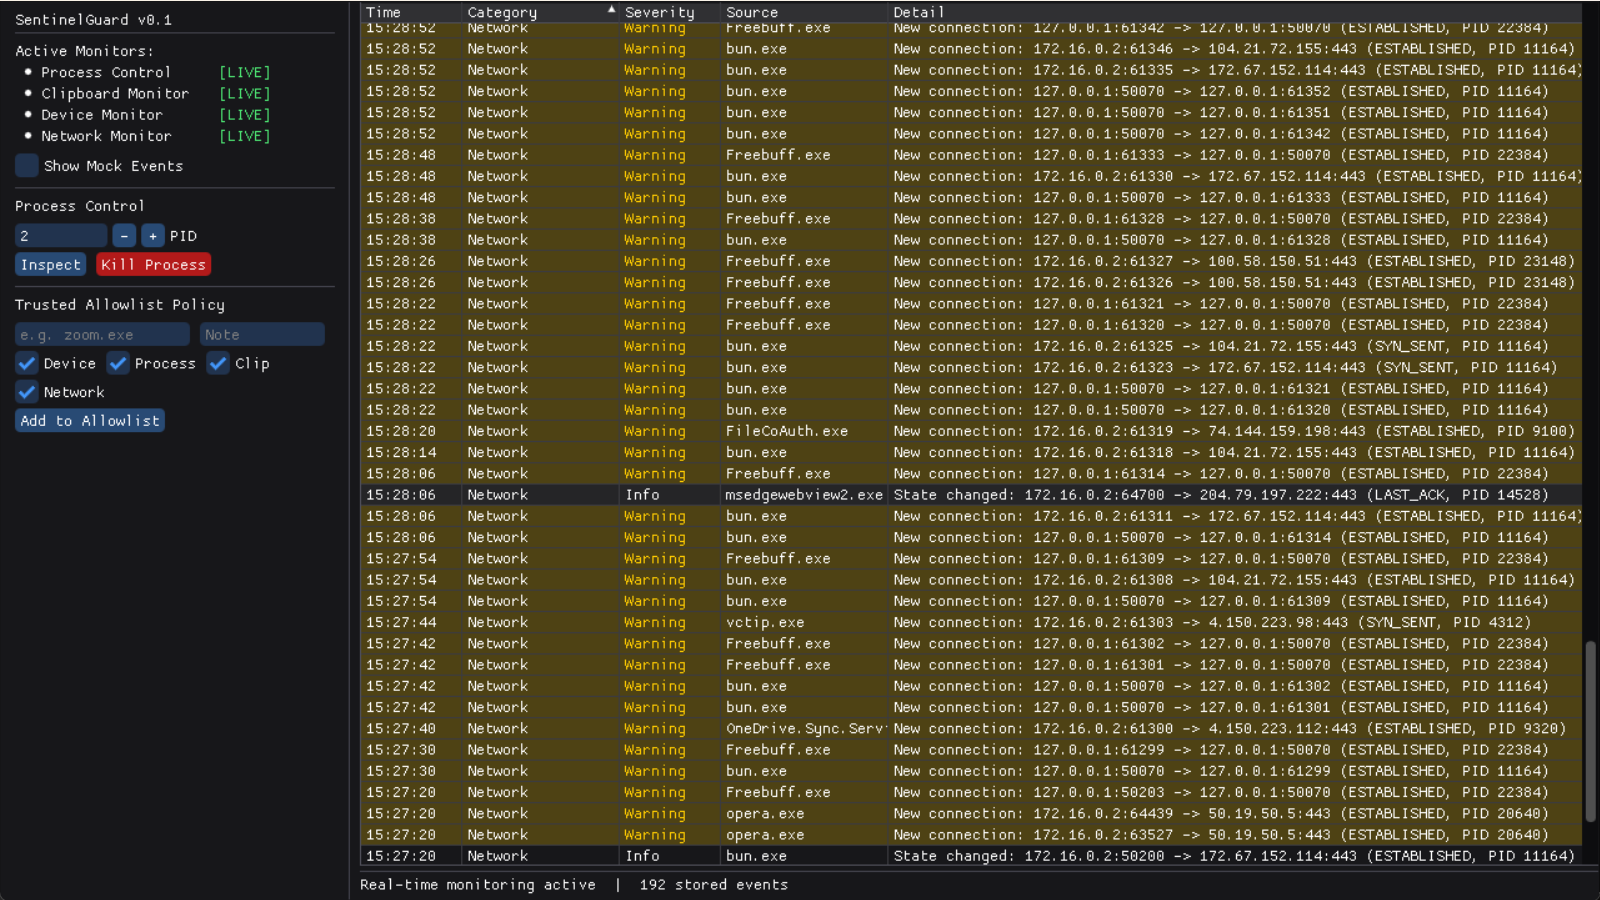 SentinelGuard v0.1
Active Monitors:
Process Control [LIVE]
Clipboard Monitor [LIVE]
Device Monitor [LIVE]
Network Monitor [LIVE]
Show Mock Events
Process Control
2 - + PID
Inspect Kill Process
Trusted Allowlist Policy
e.g. zoom.exe Note
Device Process Clip
Network
Add to Allowlist
Time Category Severity Source Detail
15:28:52 Network Warning Freebuff.exe New connection: 127.0.0.1:61342 -> 127.0.0.1:50070 (ESTABLISHED, PID 22384)
15:28:52 Network Warning bun.exe New connection: 172.16.0.2:61346 -> 104.21.72.155:443 (ESTABLISHED, PID 11164)
15:28:52 Network Warning bun.exe New connection: 172.16.0.2:61335 -> 172.67.152.114:443 (ESTABLISHED, PID 11164)
15:28:52 Network Warning bun.exe New connection: 127.0.0.1:50070 -> 127.0.0.1:61352 (ESTABLISHED, PID 11164)
15:28:52 Network Warning bun.exe New connection: 127.0.0.1:50070 -> 127.0.0.1:61351 (ESTABLISHED, PID 11164)
15:28:52 Network Warning bun.exe New connection: 127.0.0.1:50070 -> 127.0.0.1:61342 (ESTABLISHED, PID 11164)
15:28:48 Network Warning Freebuff.exe New connection: 127.0.0.1:61333 -> 127.0.0.1:50070 (ESTABLISHED, PID 22384)
15:28:48 Network Warning bun.exe New connection: 172.16.0.2:61330 -> 172.67.152.114:443 (ESTABLISHED, PID 11164)
15:28:48 Network Warning bun.exe New connection: 127.0.0.1:50070 -> 127.0.0.1:61333 (ESTABLISHED, PID 11164)
15:28:38 Network Warning Freebuff.exe New connection: 127.0.0.1:61328 -> 127.0.0.1:50070 (ESTABLISHED, PID 22384)
15:28:38 Network Warning bun.exe New connection: 127.0.0.1:50070 -> 127.0.0.1:61328 (ESTABLISHED, PID 11164)
15:28:26 Network Warning Freebuff.exe New connection: 172.16.0.2:61327 -> 100.58.150.51:443 (ESTABLISHED, PID 23148)
15:28:26 Network Warning Freebuff.exe New connection: 172.16.0.2:61326 -> 100.58.150.51:443 (ESTABLISHED, PID 23148)
15:28:22 Network Warning Freebuff.exe New connection: 127.0.0.1:61321 -> 127.0.0.1:50070 (ESTABLISHED, PID 22384)
15:28:22 Network Warning Freebuff.exe New connection: 127.0.0.1:61320 -> 127.0.0.1:50070 (ESTABLISHED, PID 22384)
15:28:22 Network Warning bun.exe New connection: 172.16.0.2:61325 -> 104.21.72.155:443 (SYN_SENT, PID 11164)
15:28:22 Network Warning bun.exe New connection: 172.16.0.2:61323 -> 172.67.152.114:443 (SYN_SENT, PID 11164)
15:28:22 Network Warning bun.exe New connection: 127.0.0.1:50070 -> 127.0.0.1:61321 (ESTABLISHED, PID 11164)
15:28:22 Network Warning bun.exe New connection: 127.0.0.1:50070 -> 127.0.0.1:61320 (ESTABLISHED, PID 11164)
15:28:20 Network Warning FileCoAuth.exe New connection: 172.16.0.2:61319 -> 74.144.159.198:443 (ESTABLISHED, PID 9100)
15:28:14 Network Warning bun.exe New connection: 172.16.0.2:61318 -> 104.21.72.155:443 (ESTABLISHED, PID 11164)
15:28:06 Network Warning Freebuff.exe New connection: 127.0.0.1:61314 -> 127.0.0.1:50070 (ESTABLISHED, PID 22384)
15:28:06 Network Info msedgewebview2.exe State changed: 172.16.0.2:64700 -> 204.79.197.222:443 (LAST_ACK, PID 14528)
15:28:06 Network Warning bun.exe New connection: 172.16.0.2:61311 -> 172.67.152.114:443 (ESTABLISHED, PID 11164)
15:28:06 Network Warning bun.exe New connection: 127.0.0.1:50070 -> 127.0.0.1:61314 (ESTABLISHED, PID 11164)
15:27:54 Network Warning Freebuff.exe New connection: 127.0.0.1:61309 -> 127.0.0.1:50070 (ESTABLISHED, PID 22384)
15:27:54 Network Warning bun.exe New connection: 172.16.0.2:61308 -> 104.21.72.155:443 (ESTABLISHED, PID 11164)
15:27:54 Network Warning bun.exe New connection: 127.0.0.1:50070 -> 127.0.0.1:61309 (ESTABLISHED, PID 11164)
15:27:44 Network Warning vctip.exe New connection: 172.16.0.2:61303 -> 4.150.223.98:443 (SYN_SENT, PID 4312)
15:27:42 Network Warning Freebuff.exe New connection: 127.0.0.1:61302 -> 127.0.0.1:50070 (ESTABLISHED, PID 22384)
15:27:42 Network Warning Freebuff.exe New connection: 127.0.0.1:61301 -> 127.0.0.1:50070 (ESTABLISHED, PID 22384)
15:27:42 Network Warning bun.exe New connection: 127.0.0.1:50070 -> 127.0.0.1:61302 (ESTABLISHED, PID 11164)
15:27:42 Network Warning bun.exe New connection: 127.0.0.1:50070 -> 127.0.0.1:61301 (ESTABLISHED, PID 11164)
15:27:40 Network Warning OneDrive.Sync.Serv New connection: 172.16.0.2:61300 -> 4.150.223.112:443 (ESTABLISHED, PID 9320)
15:27:30 Network Warning Freebuff.exe New connection: 127.0.0.1:61299 -> 127.0.0.1:50070 (ESTABLISHED, PID 22384)
15:27:30 Network Warning bun.exe New connection: 127.0.0.1:50070 -> 127.0.0.1:61299 (ESTABLISHED, PID 11164)
15:27:20 Network Warning Freebuff.exe New connection: 127.0.0.1:50203 -> 127.0.0.1:50070 (ESTABLISHED, PID 22384)
15:27:20 Network Warning opera.exe New connection: 172.16.0.2:64439 -> 50.19.50.5:443 (ESTABLISHED, PID 20640)
15:27:20 Network Warning opera.exe New connection: 172.16.0.2:63527 -> 50.19.50.5:443 (ESTABLISHED, PID 20640)
15:27:20 Network Info bun.exe State changed: 172.16.0.2:50200 -> 172.67.152.114:443 (ESTABLISHED, PID 11164)
Real-time monitoring active | 192 stored events